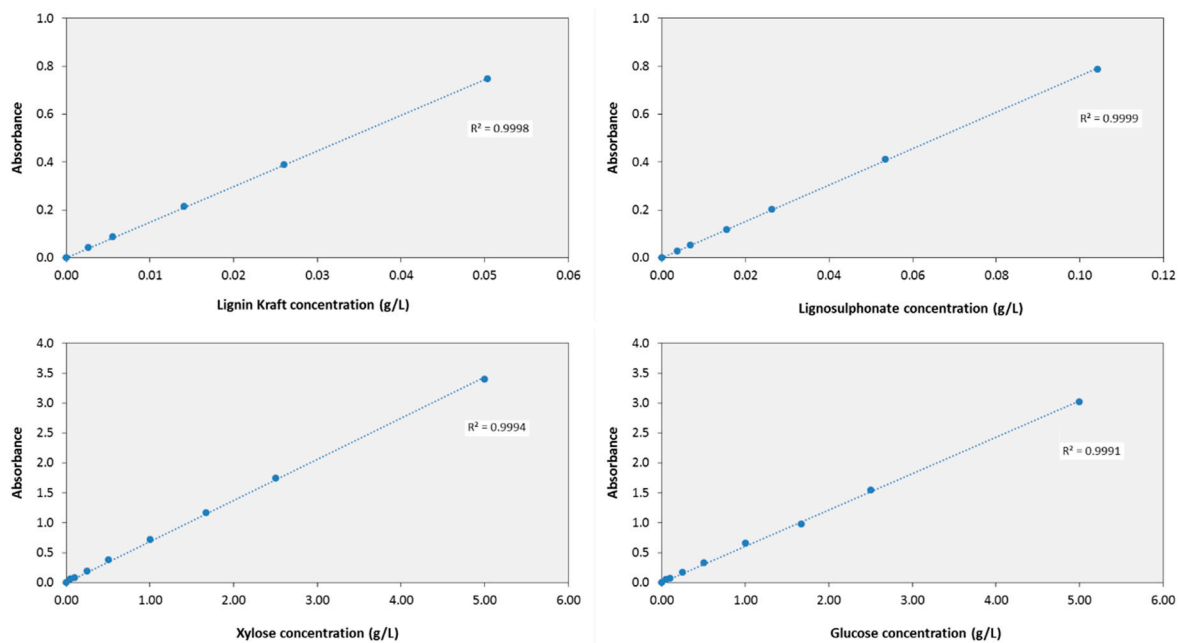 1.0
0.8
0.6
0.4
0.2
0.0
Absorbance
R² = 0.9998
0.00 0.01 0.02 0.03 0.04 0.05 0.06
Lignin Kraft concentration (g/L)
1.0
0.8
0.6
0.4
0.2
0.0
Absorbance
R² = 0.9999
0.00 0.02 0.04 0.06 0.08 0.10 0.12
Lignosulphonate concentration (g/L)
4.0
3.5
3.0
2.5
2.0
1.5
1.0
0.5
0.0
Absorbance
R² = 0.9994
0.00 1.00 2.00 3.00 4.00 5.00 6.00
Xylose concentration (g/L)
4.0
3.5
3.0
2.5
2.0
1.5
1.0
0.5
0.0
Absorbance
R² = 0.9991
0.00 1.00 2.00 3.00 4.00 5.00 6.00
Glucose concentration (g/L)